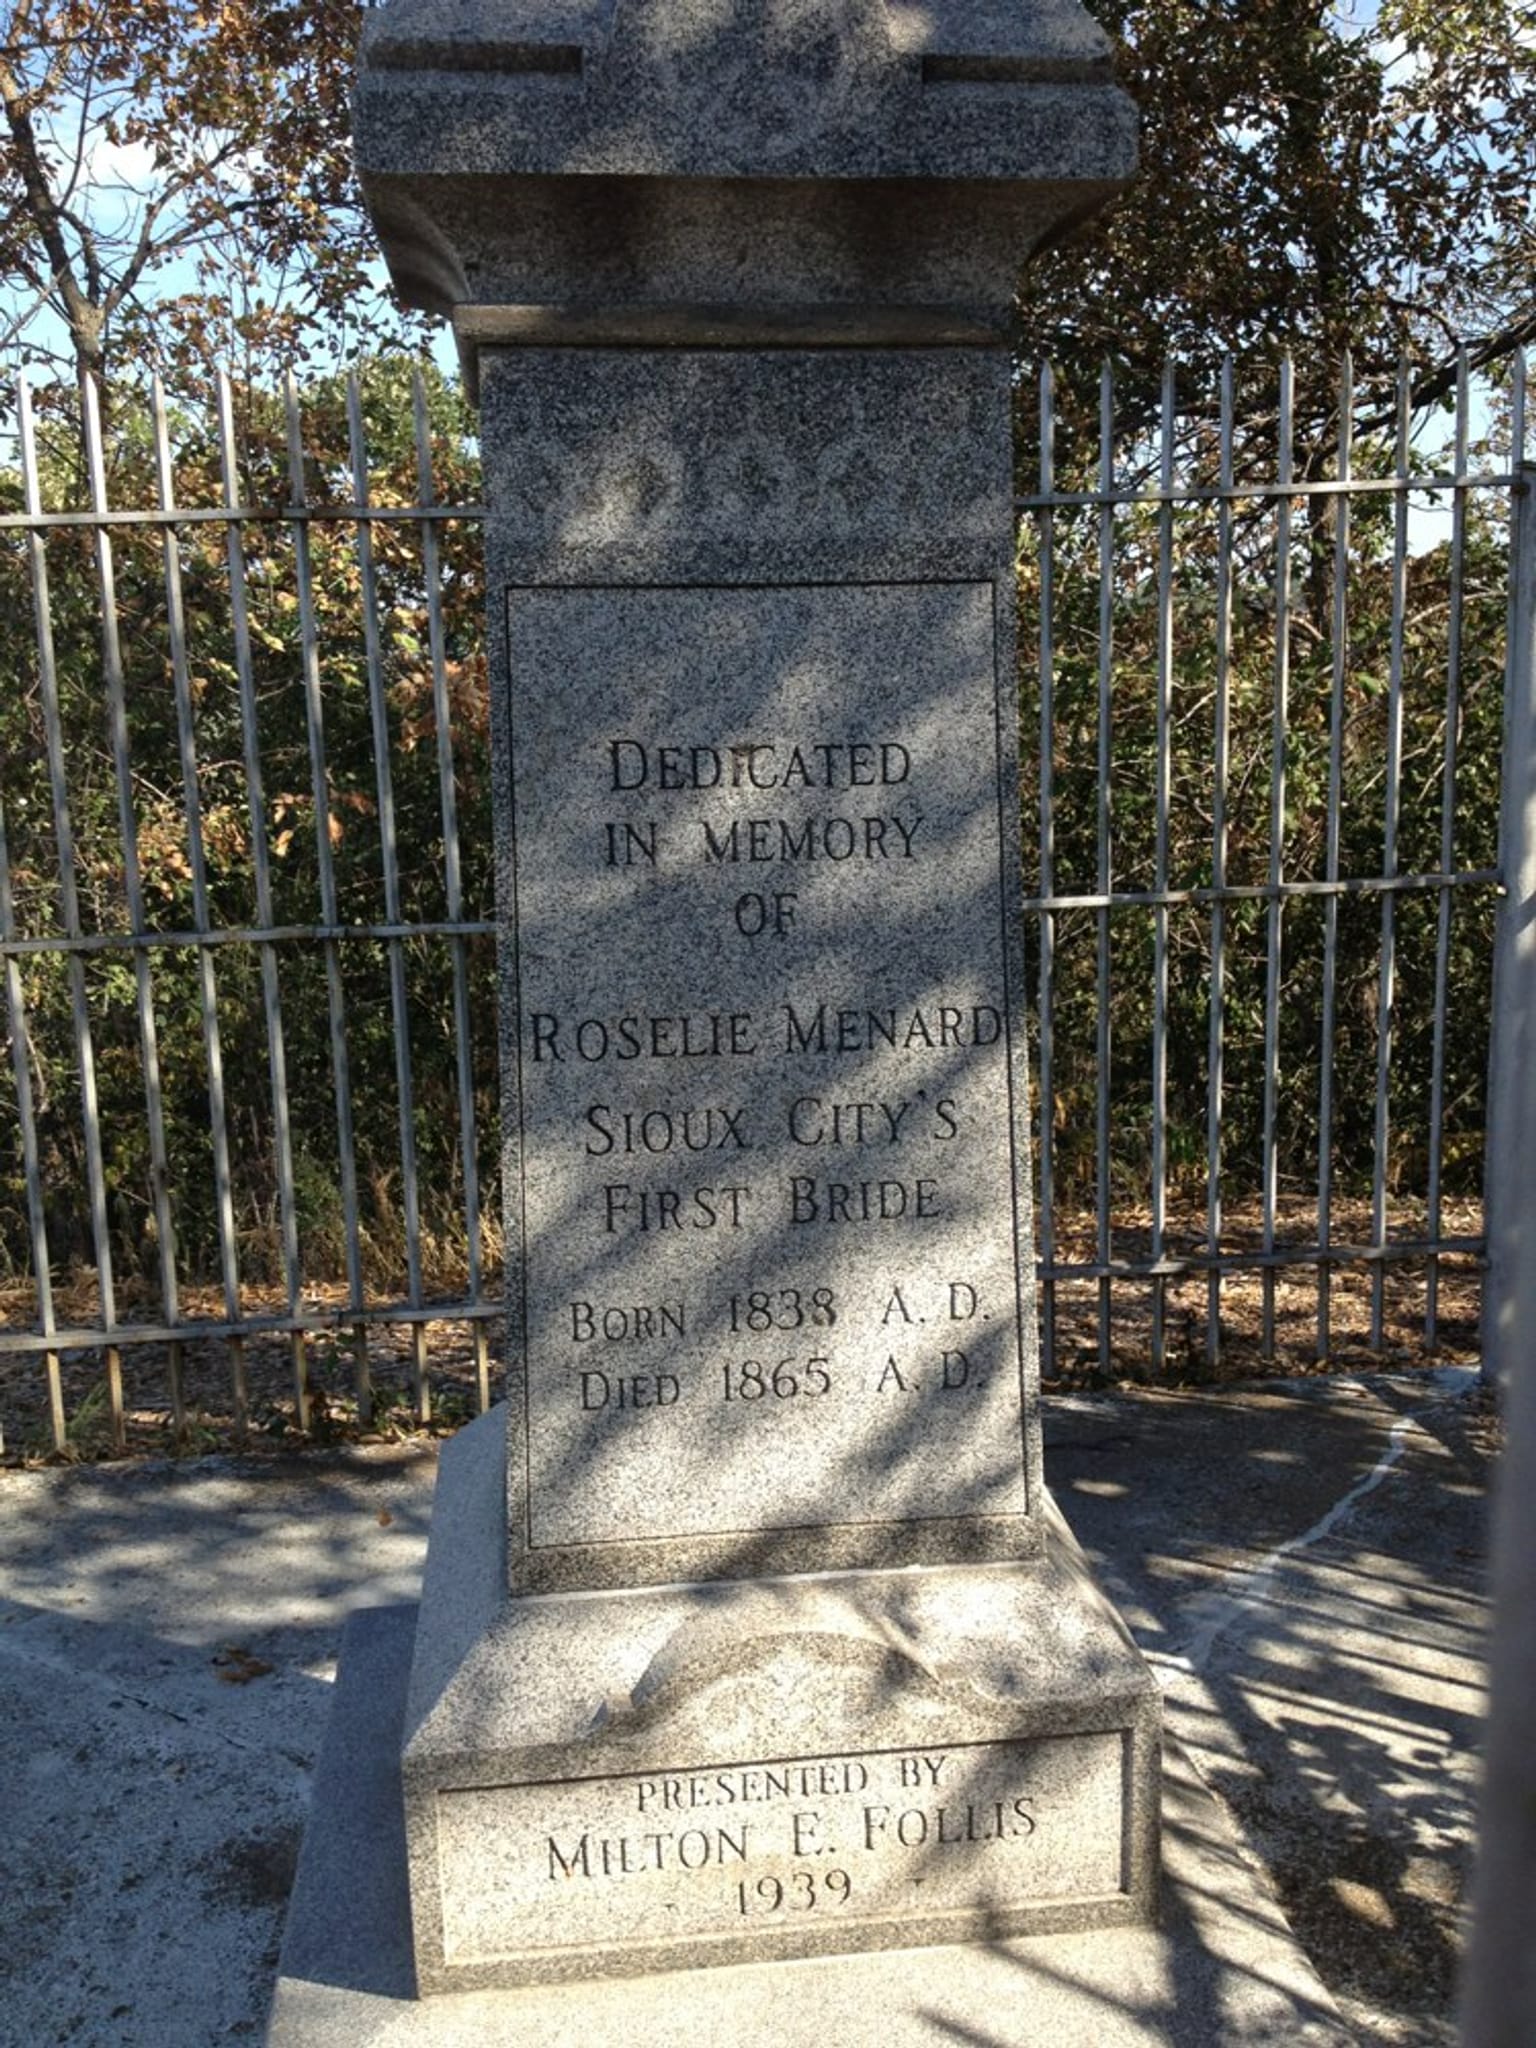 DEDICATED
IN MEMORY
OF
ROSELIE MENARD
SIOUX CITY'S
FIRST BRIDE
BORN 1838 A. D.
DIED 1865 A. D.
PRESENTED BY
MILTON E. FOLLIS
1939